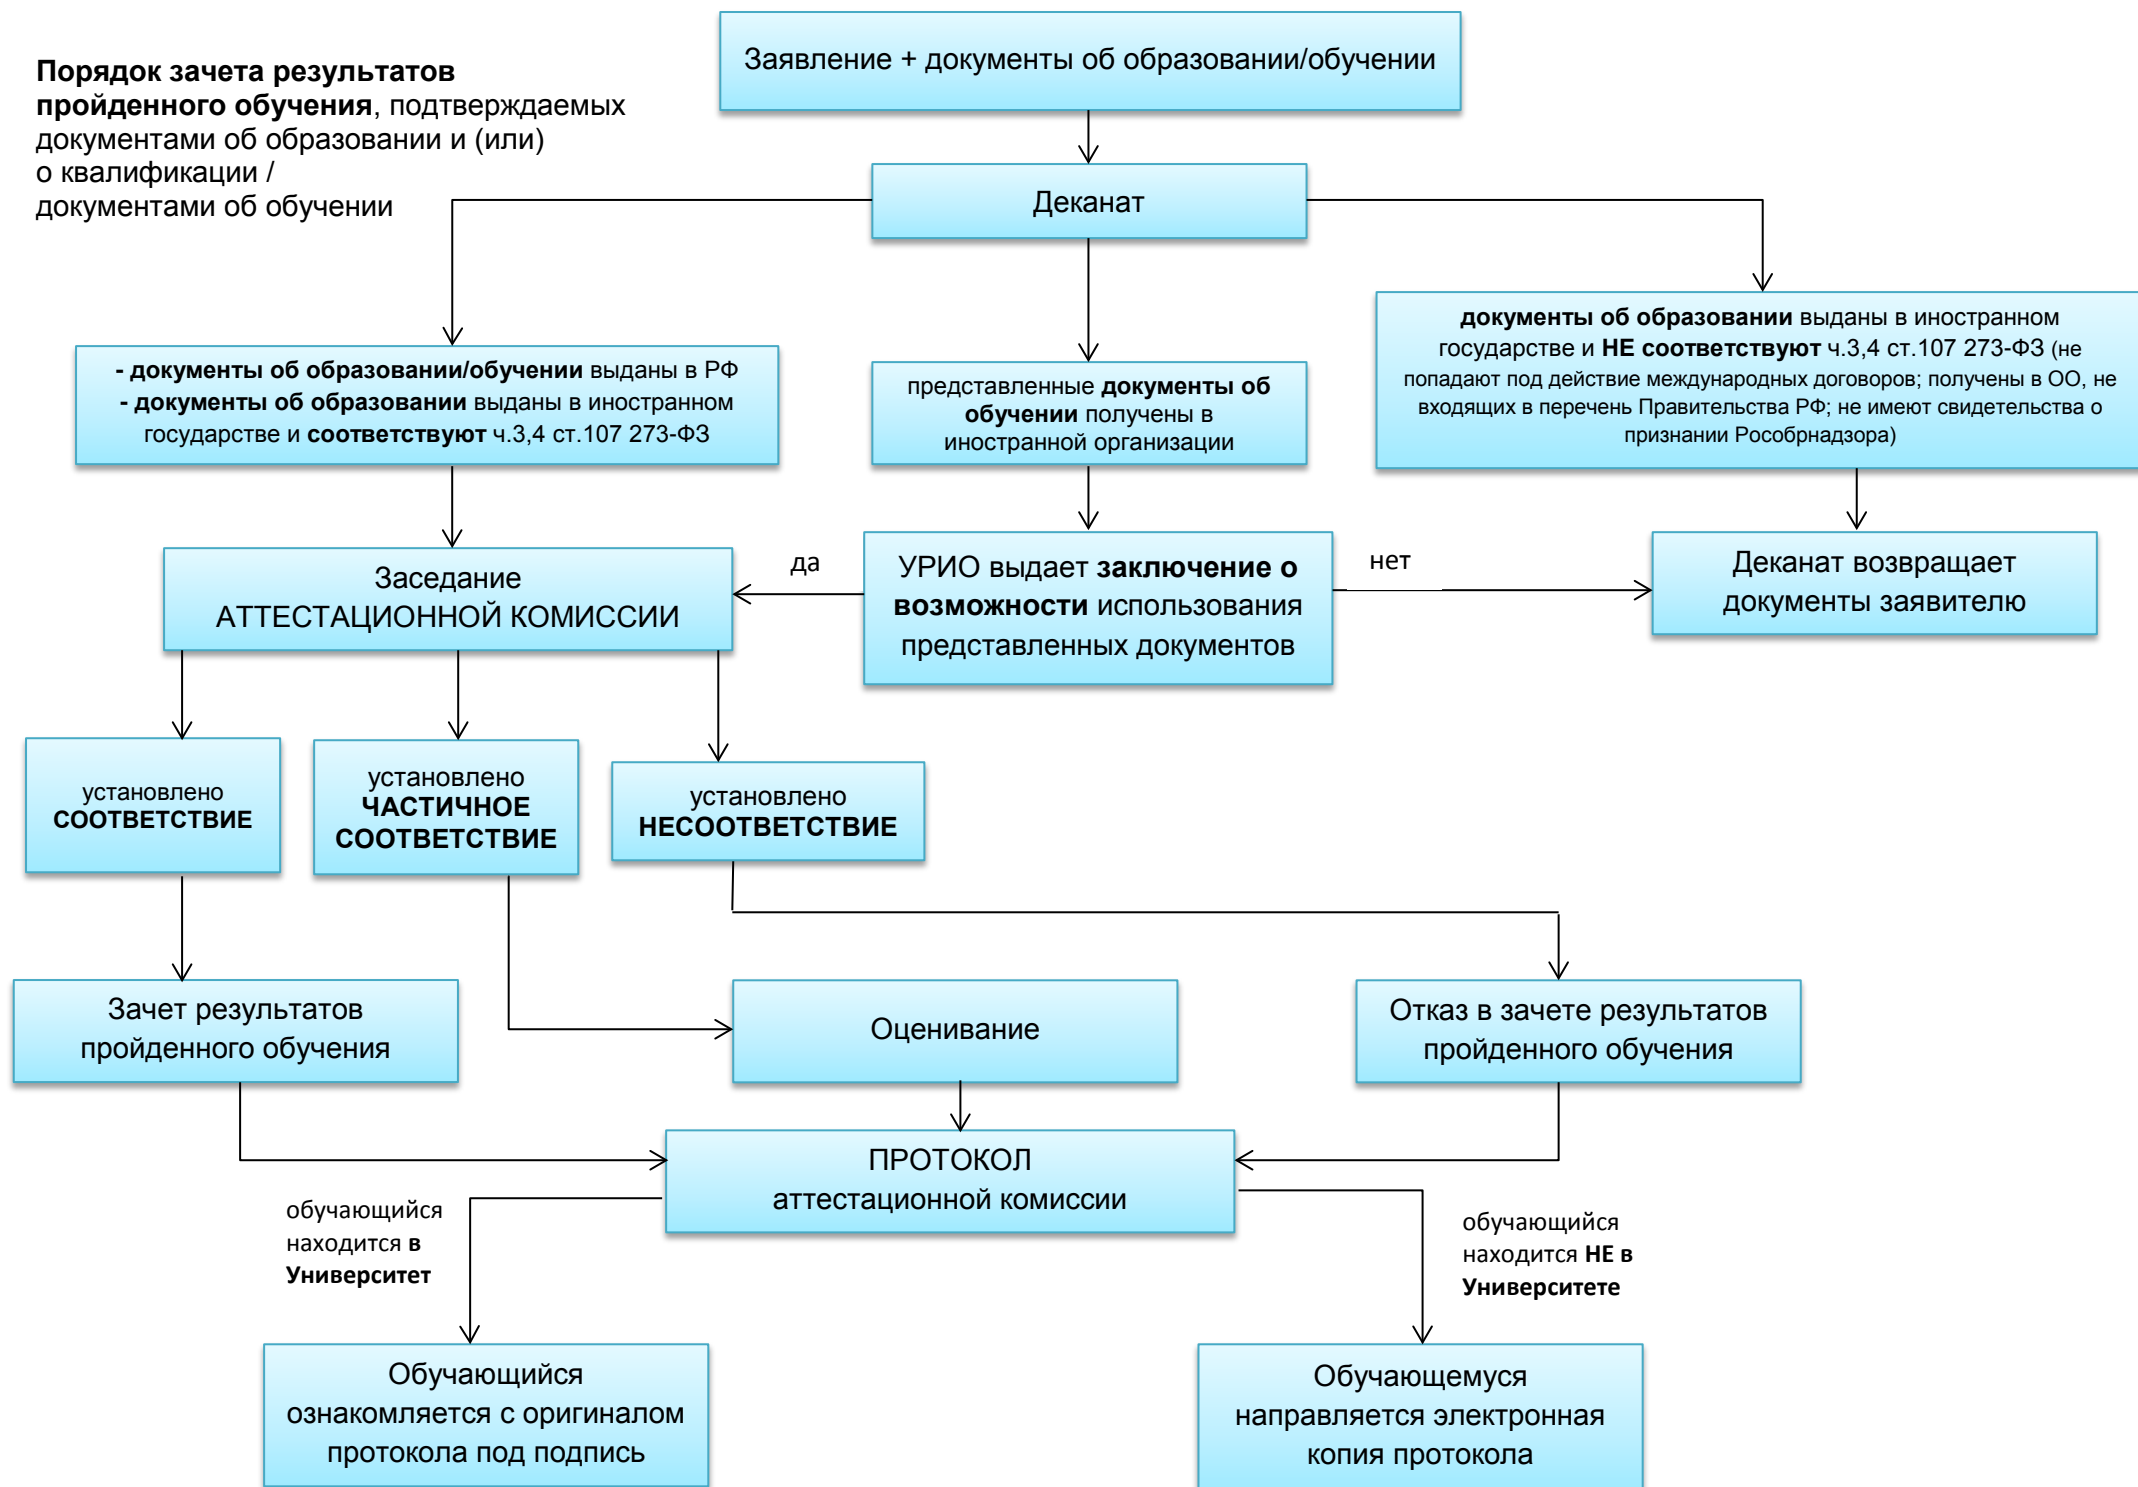 Порядок зачета результатов
пройденного обучения, подтверждаемых
документами об образовании и (или)
о квалификации /
документами об обучении
Заявление + документы об образовании/обучении
Деканат
- документы об образовании/обучении выданы в РФ
- документы об образовании выданы в иностранном
государстве и соответствуют ч.3,4 ст.107 273-ФЗ
представленные документы об
обучении получены в
иностранной организации
документы об образовании выданы в иностранном
государстве и НЕ соответствуют ч.3,4 ст.107 273-ФЗ (не
попадают под действие международных договоров; получены в ОО, не
входящих в перечень Правительства РФ; не имеют свидетельства о
признании Рособрнадзора)
Заседание
АТТЕСТАЦИОННОЙ КОМИССИИ
да
УРИО выдает заключение о
возможности использования
представленных документов
нет
Деканат возвращает
документы заявителю
установлено
СООТВЕТСТВИЕ
установлено
ЧАСТИЧНОЕ
СООТВЕТСТВИЕ
установлено
НЕСООТВЕТСТВИЕ
Зачет результатов
пройденного обучения
Оценивание
Отказ в зачете результатов
пройденного обучения
ПРОТОКОЛ
аттестационной комиссии
обучающийся
находится в
Университет
обучающийся
находится НЕ в
Университете
Обучающийся
ознакомляется с оригиналом
протокола под подпись
Обучающемуся
направляется электронная
копия протокола